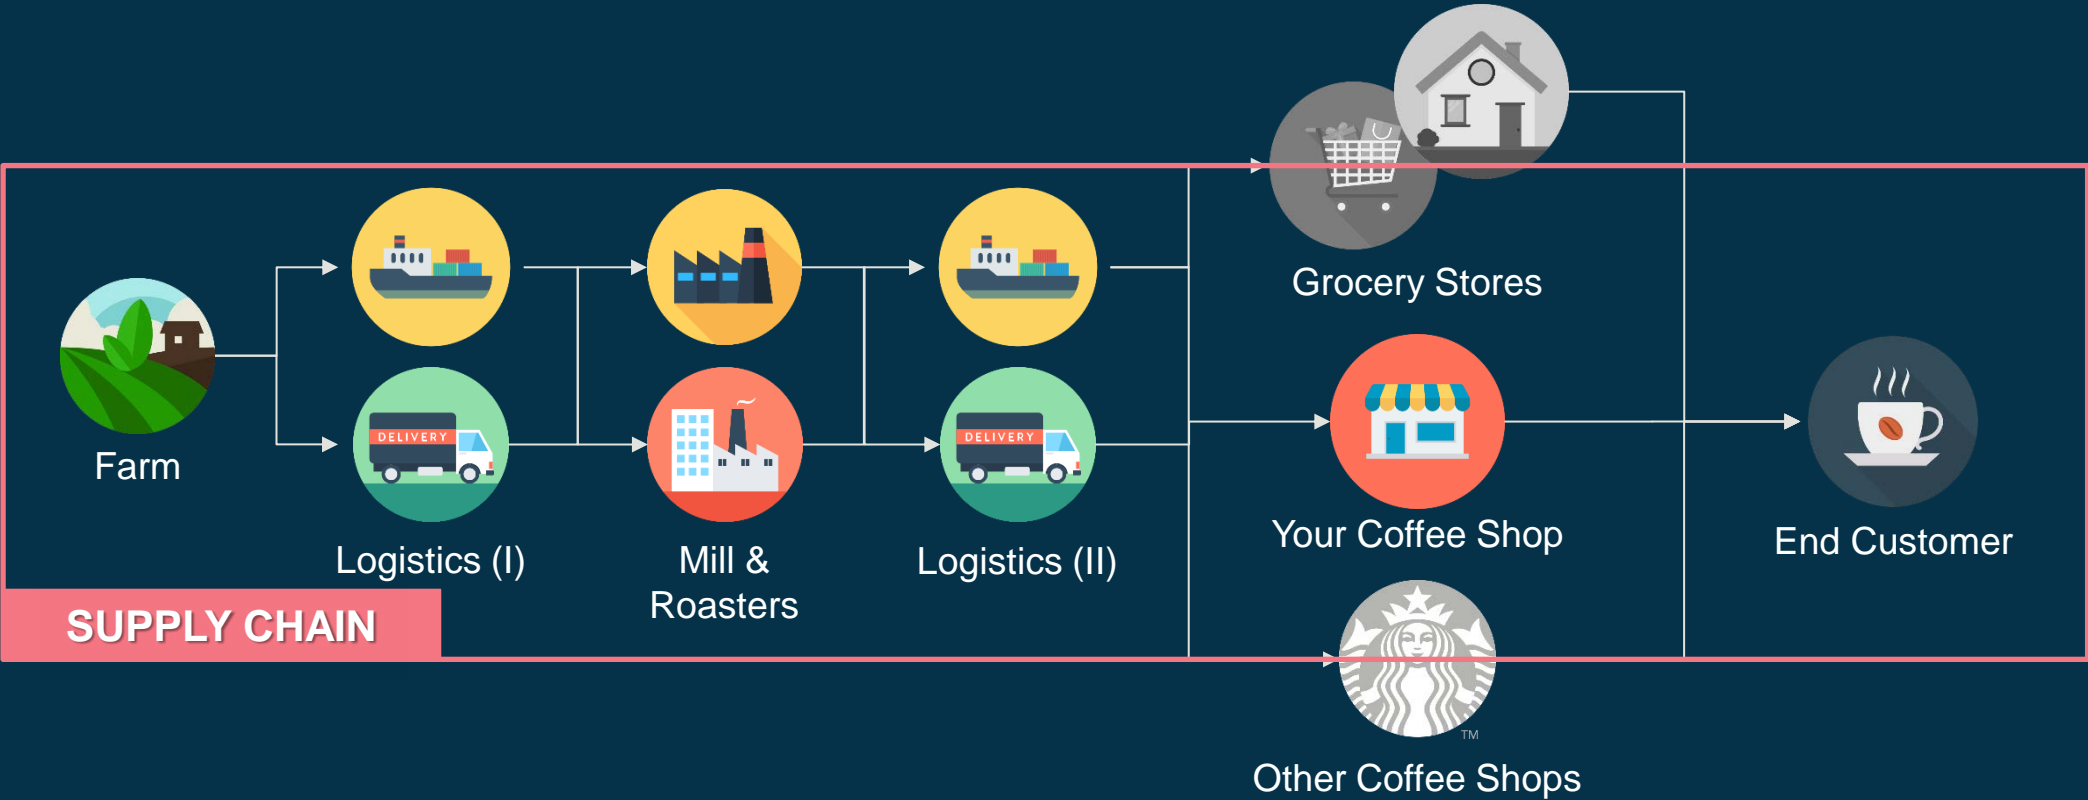 Grocery Stores
DELIVERY
DELIVERY
Farm
Your Coffee Shop
End Customer
Logistics (I)
Mill &
Roasters
Logistics (II)
SUPPLY CHAIN
TM
Other Coffee Shops